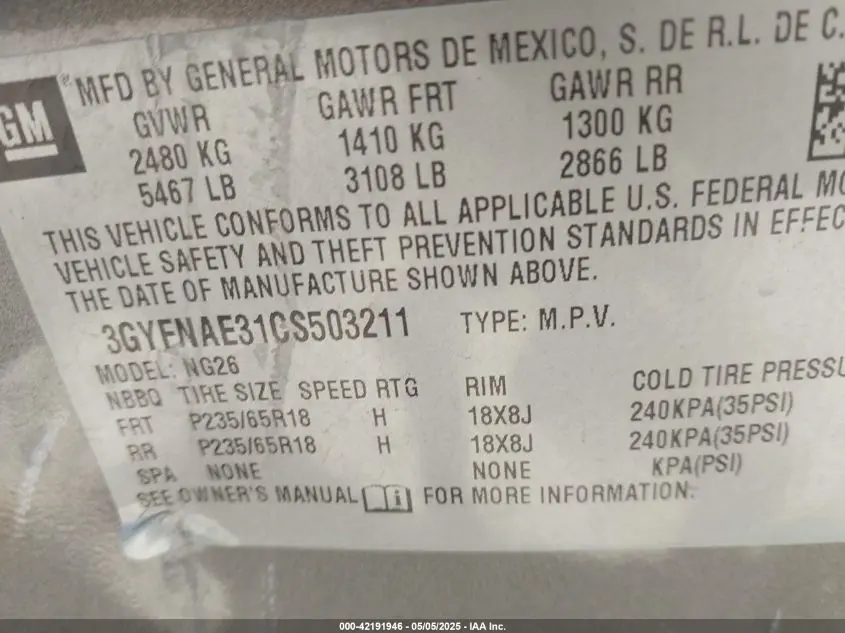 MFD BY GENERAL MOTORS DE MEXICO, S. DE R.L. DE C.
GM
GVWR GAWR FRT GAWR RR
2480 KG 1410 KG 1300 KG
5467 LB 3108 LB 2866 LB
THIS VEHICLE CONFORMS TO ALL APPLICABLE U.S. FEDERAL MO
VEHICLE SAFETY AND THEFT PREVENTION STANDARDS IN EFFEC
THE DATE OF MANUFACTURE SHOWN ABOVE.
3GYFNAE31CS503211 TYPE: M.P.V.
MODEL: NG26
NBBQ TIRE SIZE SPEED RTG RIM COLD TIRE PRESSU
FRT P235/65R18 H 18X8J 240KPA(35PSI)
RR P235/65R18 H 18X8J 240KPA(35PSI)
SPA NONE NONE KPA(PSI)
SEE OWNER'S MANUAL i FOR MORE INFORMATION.
000-42191946 - 05/05/2025 - IAA Inc.